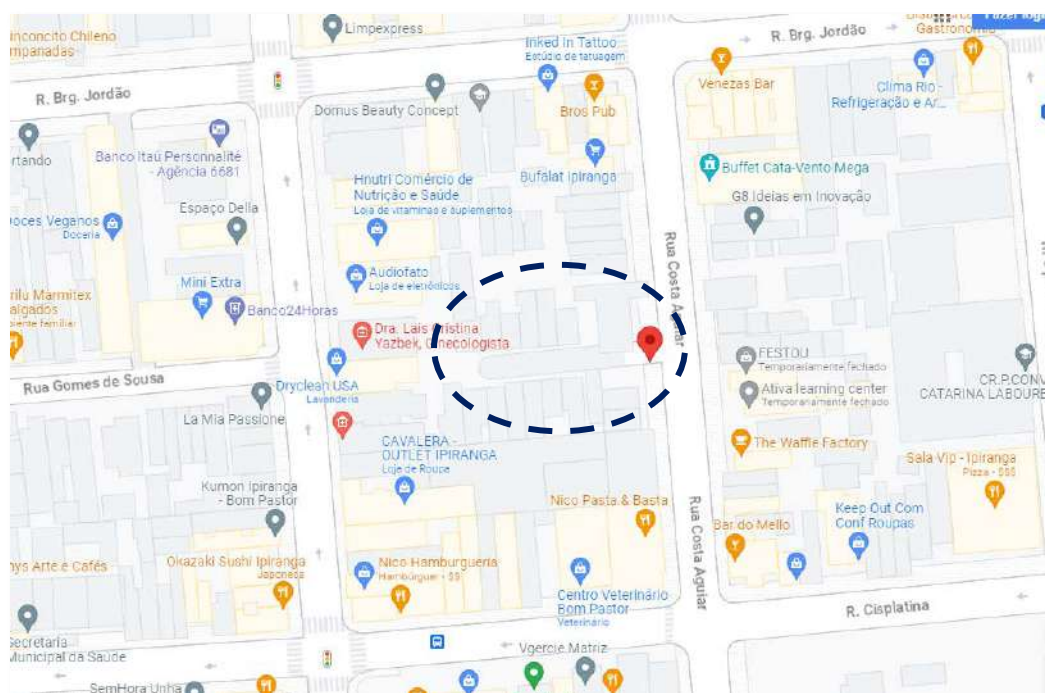 Limpexpress
Fazer login
Gastronomia
R. Brg. Jordão
Inked In Tattoo
Estúdio de tatuagem
R. Brg. Jordão
Domus Beauty Concept
Bros Pub
Venezas Bar
Clima Rio -
Refrigeração e Ar...
Banco Itaú Personnalité
- Agência 6681
Hnutri Comércio de
Nutrição e Saúde
Loja de vitaminas e suplementos
Bufalat Ipiranga
Buffet Cata-Vento Mega
G8 Ideias em Inovação
Espaço Della
Doceria
Mini Extra
Banco24Horas
Audiofato
Loja de eletrônicos
Rua Costa Aguiar
Dra. Lais Cristina
Yazbek, Ginecologista
Rua Gomes de Sousa
Dryclean USA
Lavanderia
La Mia Passione
FESTOU
Temporariamente fechado
Ativa learning center
Temporariamente fechado
CR.P.CONV
CATARINA LABOURE
CAVALERA -
OUTLET IPIRANGA
Loja de Roupa
The Waffle Factory
Sala Vip - Ipiranga
Pizza - $$$
Kumon Ipiranga
- Bom Pastor
Nico Pasta & Basta
Rua Costa Aguiar
Bar do Mello
Keep Out Com
Conf Roupas
Okazaki Sushi Ipiranga
Japonesa
Nico Hamburgueria
Hambúrguer - $$
Centro Veterinário
Bom Pastor
Veterinário
R. Cisplatina
Secretaria
Municipal da Saúde
Vgercie Matriz
SemHora Unha